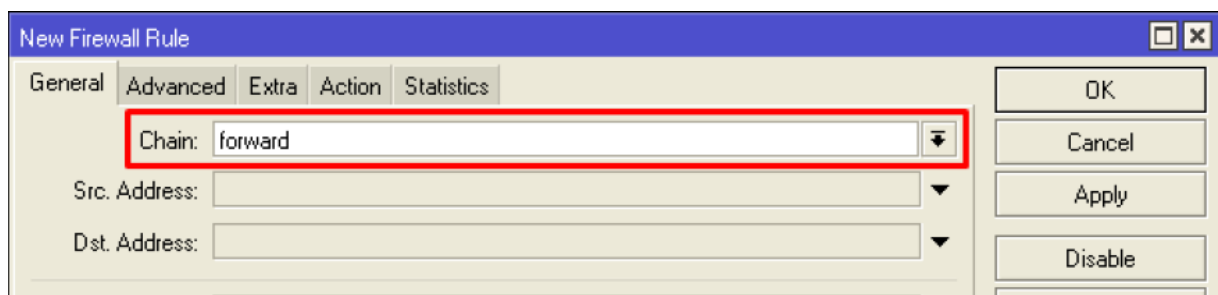 New Firewall Rule
General Advanced Extra Action Statistics
OK
Chain: forward
Cancel
Src. Address:
Apply
Dst. Address:
Disable